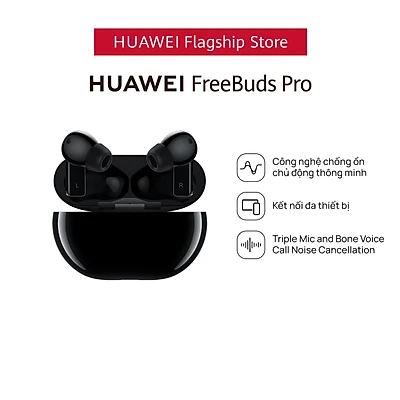 HUAWEI Flagship Store
HUAWEI FreeBuds Pro
L
R
Công nghệ chống ồn
chủ động thông minh
Kết nối đa thiết bị
Triple Mic and Bone Voice
Call Noise Cancellation